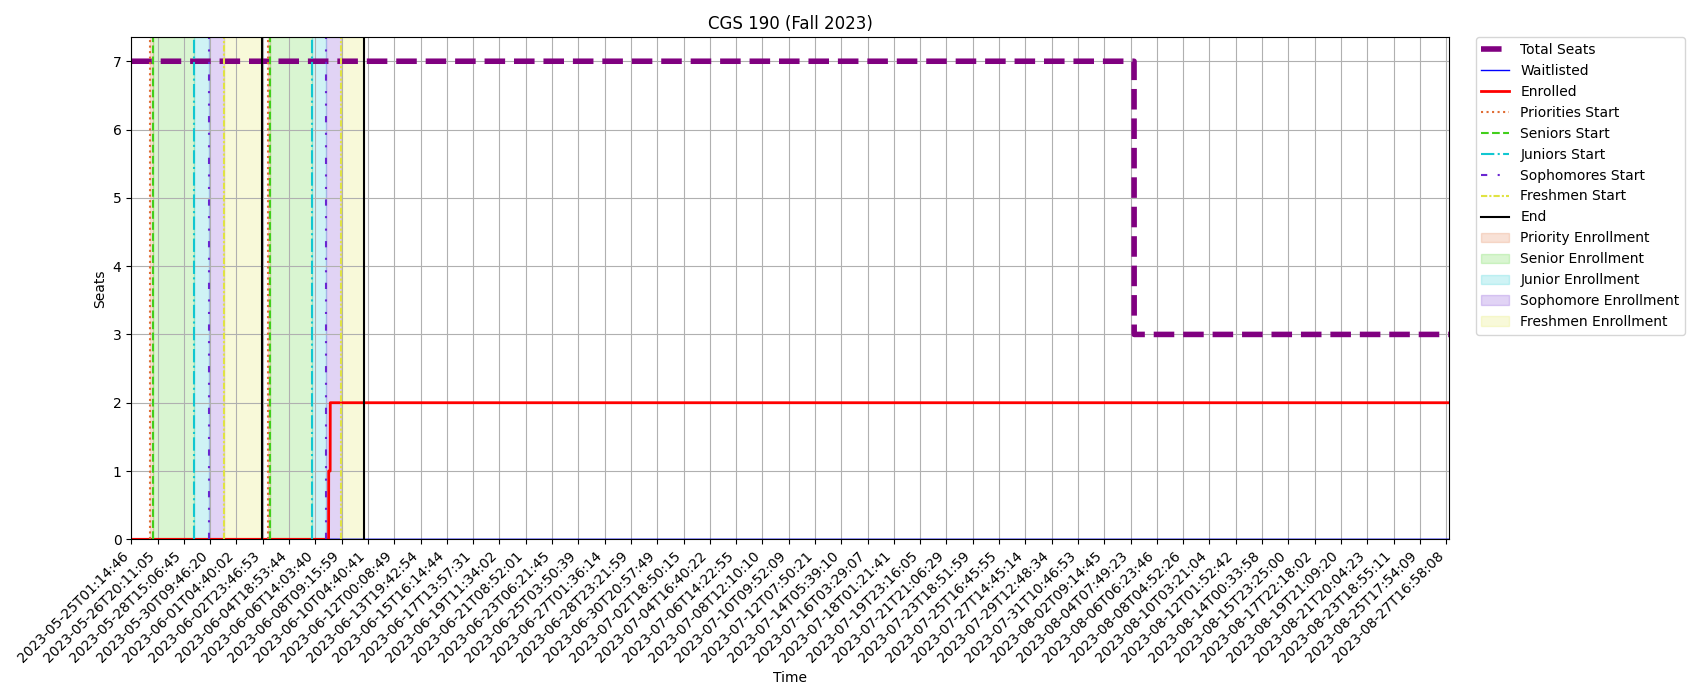 CGS 190 (Fall 2023)
Seats
7
6
5
4
3
2
1
0
2023-05-25T01:14:46
2023-05-26T20:11:05
2023-05-28T15:06:45
2023-05-30T09:46:20
2023-06-01T04:40:02
2023-06-02T23:46:53
2023-06-04T18:53:44
2023-06-06T14:03:40
2023-06-08T09:15:59
2023-06-10T04:40:41
2023-06-12T00:08:49
2023-06-13T19:42:54
2023-06-15T16:14:44
2023-06-17T13:57:31
2023-06-19T11:34:02
2023-06-21T08:52:01
2023-06-23T06:21:45
2023-06-25T03:50:39
2023-06-27T01:36:14
2023-06-28T23:21:59
2023-06-30T20:57:49
2023-07-02T18:50:15
2023-07-04T16:40:22
2023-07-06T14:22:55
2023-07-08T12:10:10
2023-07-10T09:52:09
2023-07-12T07:50:21
2023-07-14T05:39:10
2023-07-16T03:29:07
2023-07-18T01:21:41
2023-07-19T23:16:05
2023-07-21T21:06:29
2023-07-23T18:51:59
2023-07-25T16:45:55
2023-07-27T14:45:14
2023-07-29T12:48:34
2023-07-31T10:46:53
2023-08-02T09:14:45
2023-08-04T07:49:23
2023-08-06T06:23:46
2023-08-08T04:52:26
2023-08-10T03:21:04
2023-08-12T01:52:42
2023-08-14T00:33:58
2023-08-15T23:25:00
2023-08-17T22:18:02
2023-08-19T21:09:20
2023-08-21T20:04:23
2023-08-23T18:55:11
2023-08-25T17:54:09
2023-08-27T16:58:08
Time
Total Seats
Waitlisted
Enrolled
Priorities Start
Seniors Start
Juniors Start
Sophomores Start
Freshmen Start
End
Priority Enrollment
Senior Enrollment
Junior Enrollment
Sophomore Enrollment
Freshmen Enrollment